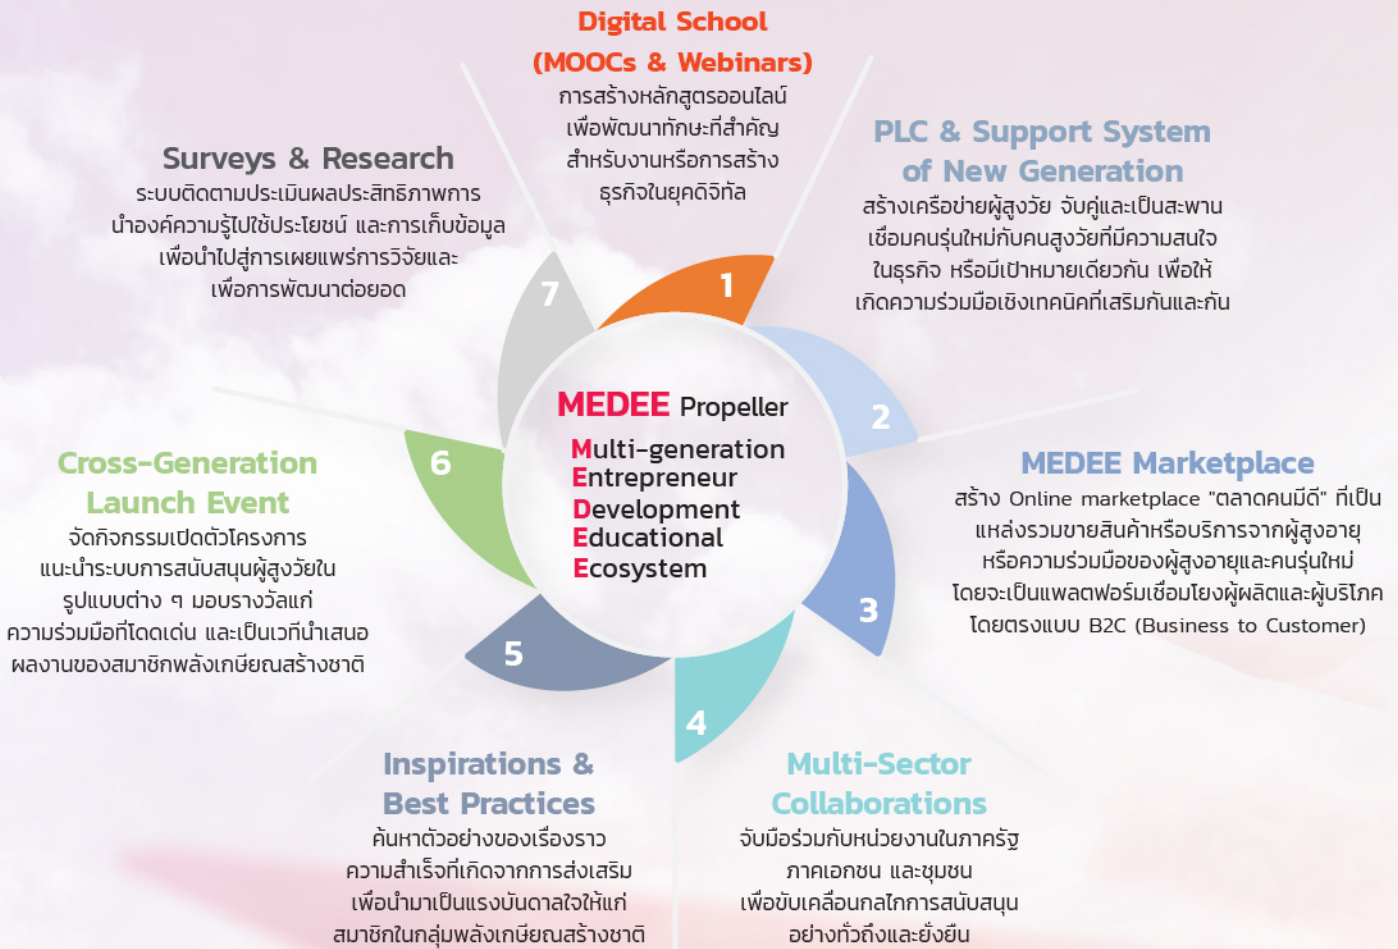 Digital School
(MOOCs & Webinars)
การสร้างหลักสูตรออนไลน์
เพื่อพัฒนาทักษะที่สำคัญ
สำหรับงานหรือการสร้าง
ธุรกิจในยุคดิจิทัล
1
PLC & Support System
of New Generation
สร้างเครือข่ายผู้สูงวัย จับคู่และเป็นสะพาน
เชื่อมคนรุ่นใหม่กับคนสูงวัยที่มีความสนใจ
ในธุรกิจ หรือมีเป้าหมายเดียวกัน เพื่อให้
เกิดความร่วมมือเชิงเทคนิคที่เสริมกันและกัน
2
MEDEE Marketplace
สร้าง Online marketplace "ตลาดคนมีดี" ที่เป็น
แหล่งรวมขายสินค้าหรือบริการจากผู้สูงอายุ
หรือความร่วมมือของผู้สูงอายุและคนรุ่นใหม่
โดยจะเป็นแพลตฟอร์มเชื่อมโยงผู้ผลิตและผู้บริโภค
โดยตรงแบบ B2C (Business to Customer)
3
Multi-Sector
Collaborations
จับมือร่วมกับหน่วยงานในภาครัฐ
ภาคเอกชน และชุมชน
เพื่อขับเคลื่อนกลไกการสนับสนุน
อย่างทั่วถึงและยั่งยืน
4
Inspirations &
Best Practices
ค้นหาตัวอย่างของเรื่องราว
ความสำเร็จที่เกิดจากการส่งเสริม
เพื่อนำมาเป็นแรงบันดาลใจให้แก่
สมาชิกในกลุ่มพลังเกษียณสร้างชาติ
5
Cross-Generation
Launch Event
จัดกิจกรรมเปิดตัวโครงการ
แนะนำระบบการสนับสนุนผู้สูงวัยใน
รูปแบบต่าง ๆ มอบรางวัลแก่
ความร่วมมือที่โดดเด่น และเป็นเวทีนำเสนอ
ผลงานของสมาชิกพลังเกษียณสร้างชาติ
6
Surveys & Research
ระบบติดตามประเมินผลประสิทธิภาพการ
นำองค์ความรู้ไปใช้ประโยชน์ และการเก็บข้อมูล
เพื่อนำไปสู่การเผยแพร่การวิจัยและ
เพื่อการพัฒนาต่อยอด
7
MEDEE Propeller
Multi-generation
Entrepreneur
Development
Educational
Ecosystem